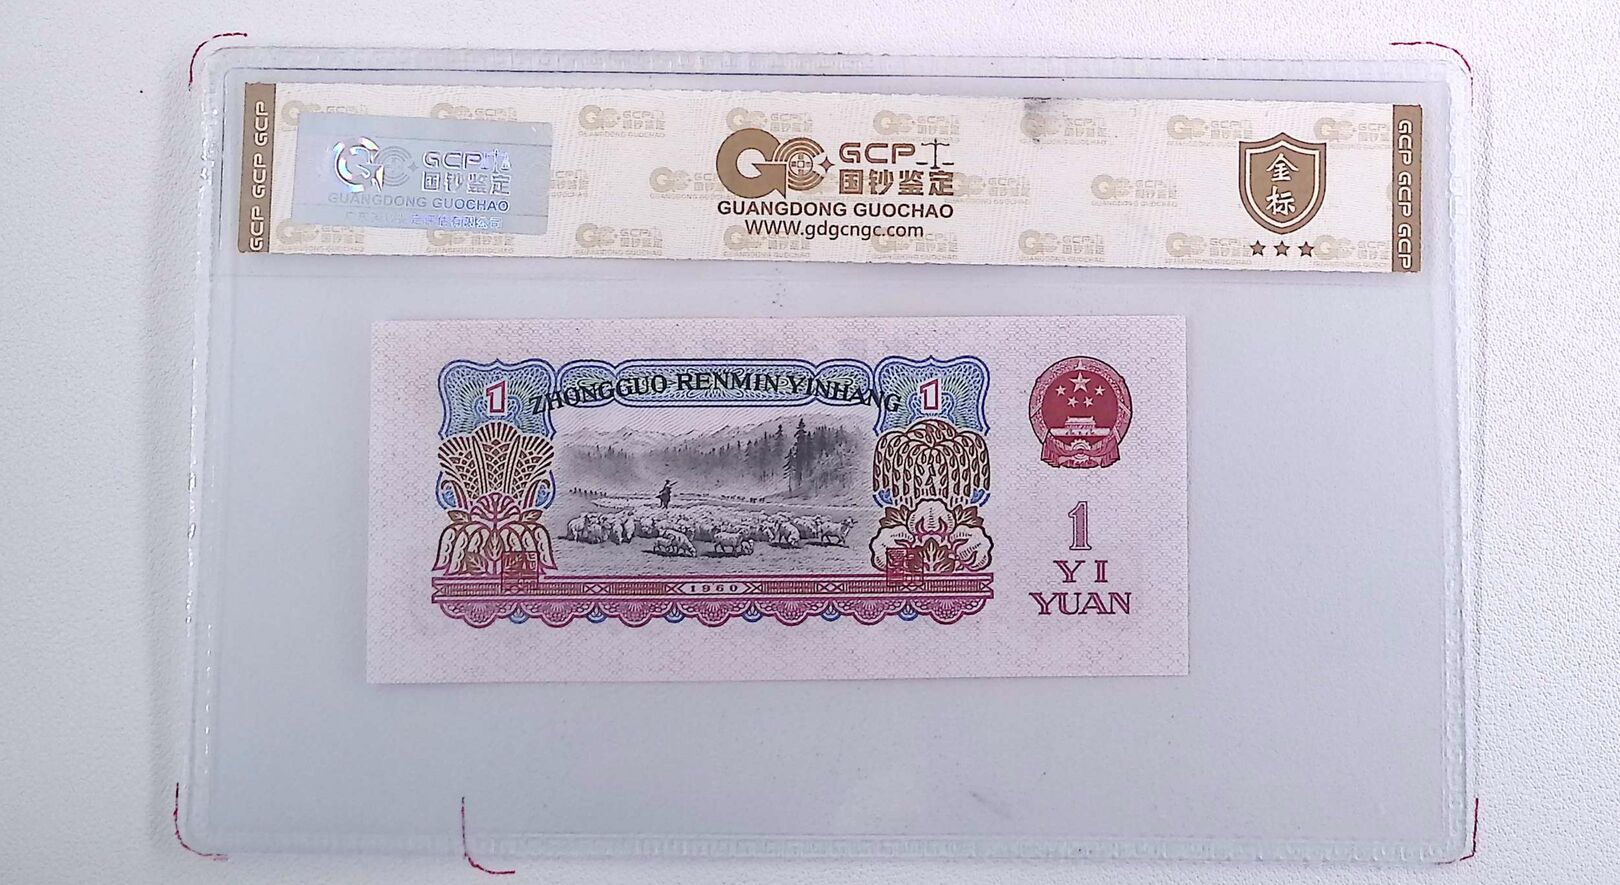 GCP GCP GCP
GCP
国钞鉴定
GUANGDONG GUOCHAO
GCP
国钞鉴定
GUANGDONG GUOCHAO
WWW.gdgcngc.com
金标
GCP GCP GCP
ZHONGGUO RENMIN YINHANG
1
1
1960
1
YI
YUAN